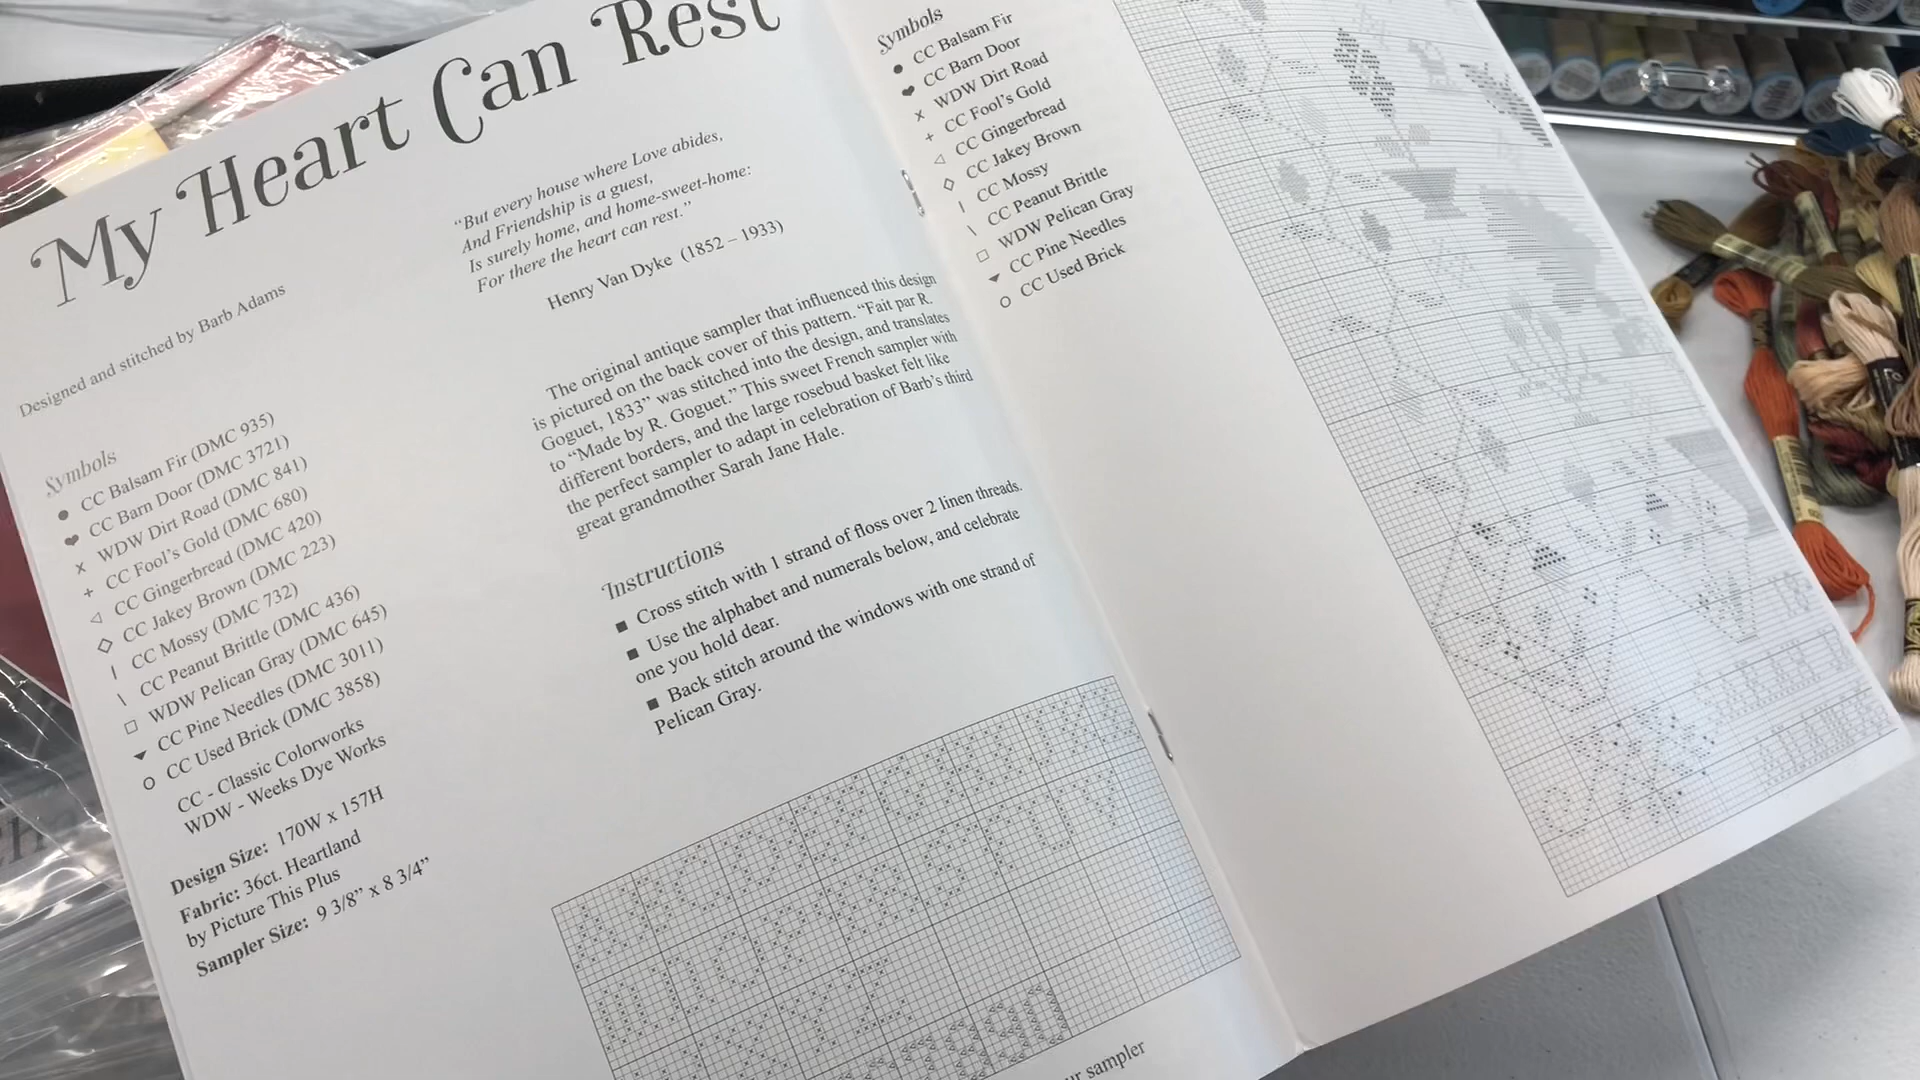 My Heart Can Rest
Designed and stitched by Barb Adams
Symbols
● CC Balsam Fir (DMC 935)
❤ CC Barn Door (DMC 3721)
x WDW Dirt Road (DMC 841)
+ CC Fool's Gold (DMC 680)
◁ CC Gingerbread (DMC 420)
◇ CC Jakey Brown (DMC 223)
| CC Mossy (DMC 732)
\ CC Peanut Brittle (DMC 436)
□ WDW Pelican Gray (DMC 645)
▼ CC Pine Needles (DMC 3011)
O CC Used Brick (DMC 3858)
CC - Classic Colorworks
WDW - Weeks Dye Works
Design Size: 170W x 157H
Fabric: 36ct. Heartland
by Picture This Plus
Sampler Size: 9 3/8" x 8 3/4"
"But every house where Love abides,
And Friendship is a guest,
Is surely home, and home-sweet-home:
For there the heart can rest."
Henry Van Dyke (1852 – 1933)
The original antique sampler that influenced this design
is pictured on the back cover of this pattern. "Fait par R.
Goguet, 1833" was stitched into the design, and translates
to "Made by R. Goguet." This sweet French sampler with
different borders, and the large rosebud basket felt like
the perfect sampler to adapt in celebration of Barb's third
great grandmother Sarah Jane Hale.
Instructions
■ Cross stitch with 1 strand of floss over 2 linen threads.
■ Use the alphabet and numerals below, and celebrate
one you hold dear.
■ Back stitch around the windows with one strand of
Pelican Gray.
sampler
Symbols
● CC Balsam Fir
❤ CC Barn Door
x WDW Dirt Road
+ CC Fool's Gold
◁ CC Gingerbread
◇ CC Jakey Brown
| CC Mossy
\ CC Peanut Brittle
□ WDW Pelican Gray
▼ CC Pine Needles
O CC Used Brick